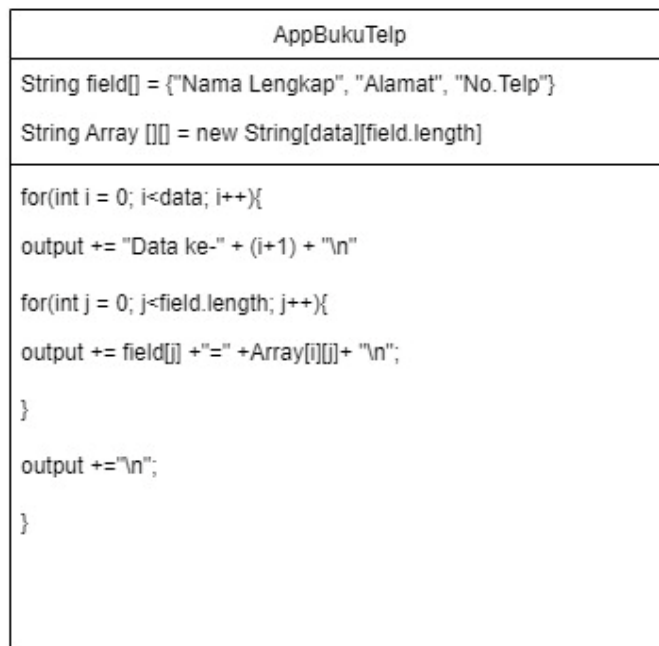 AppBukuTelp
String field[] = {"Nama Lengkap", "Alamat", "No.Telp"}
String Array [][] = new String[data][field.length]
for(int i = 0; i<data; i++){
output += "Data ke-" + (i+1) + "\n"
for(int j = 0; j<field.length; j++){
output += field[j] +"=" +Array[i][j]+ "\n";
}
output +="\n";
}